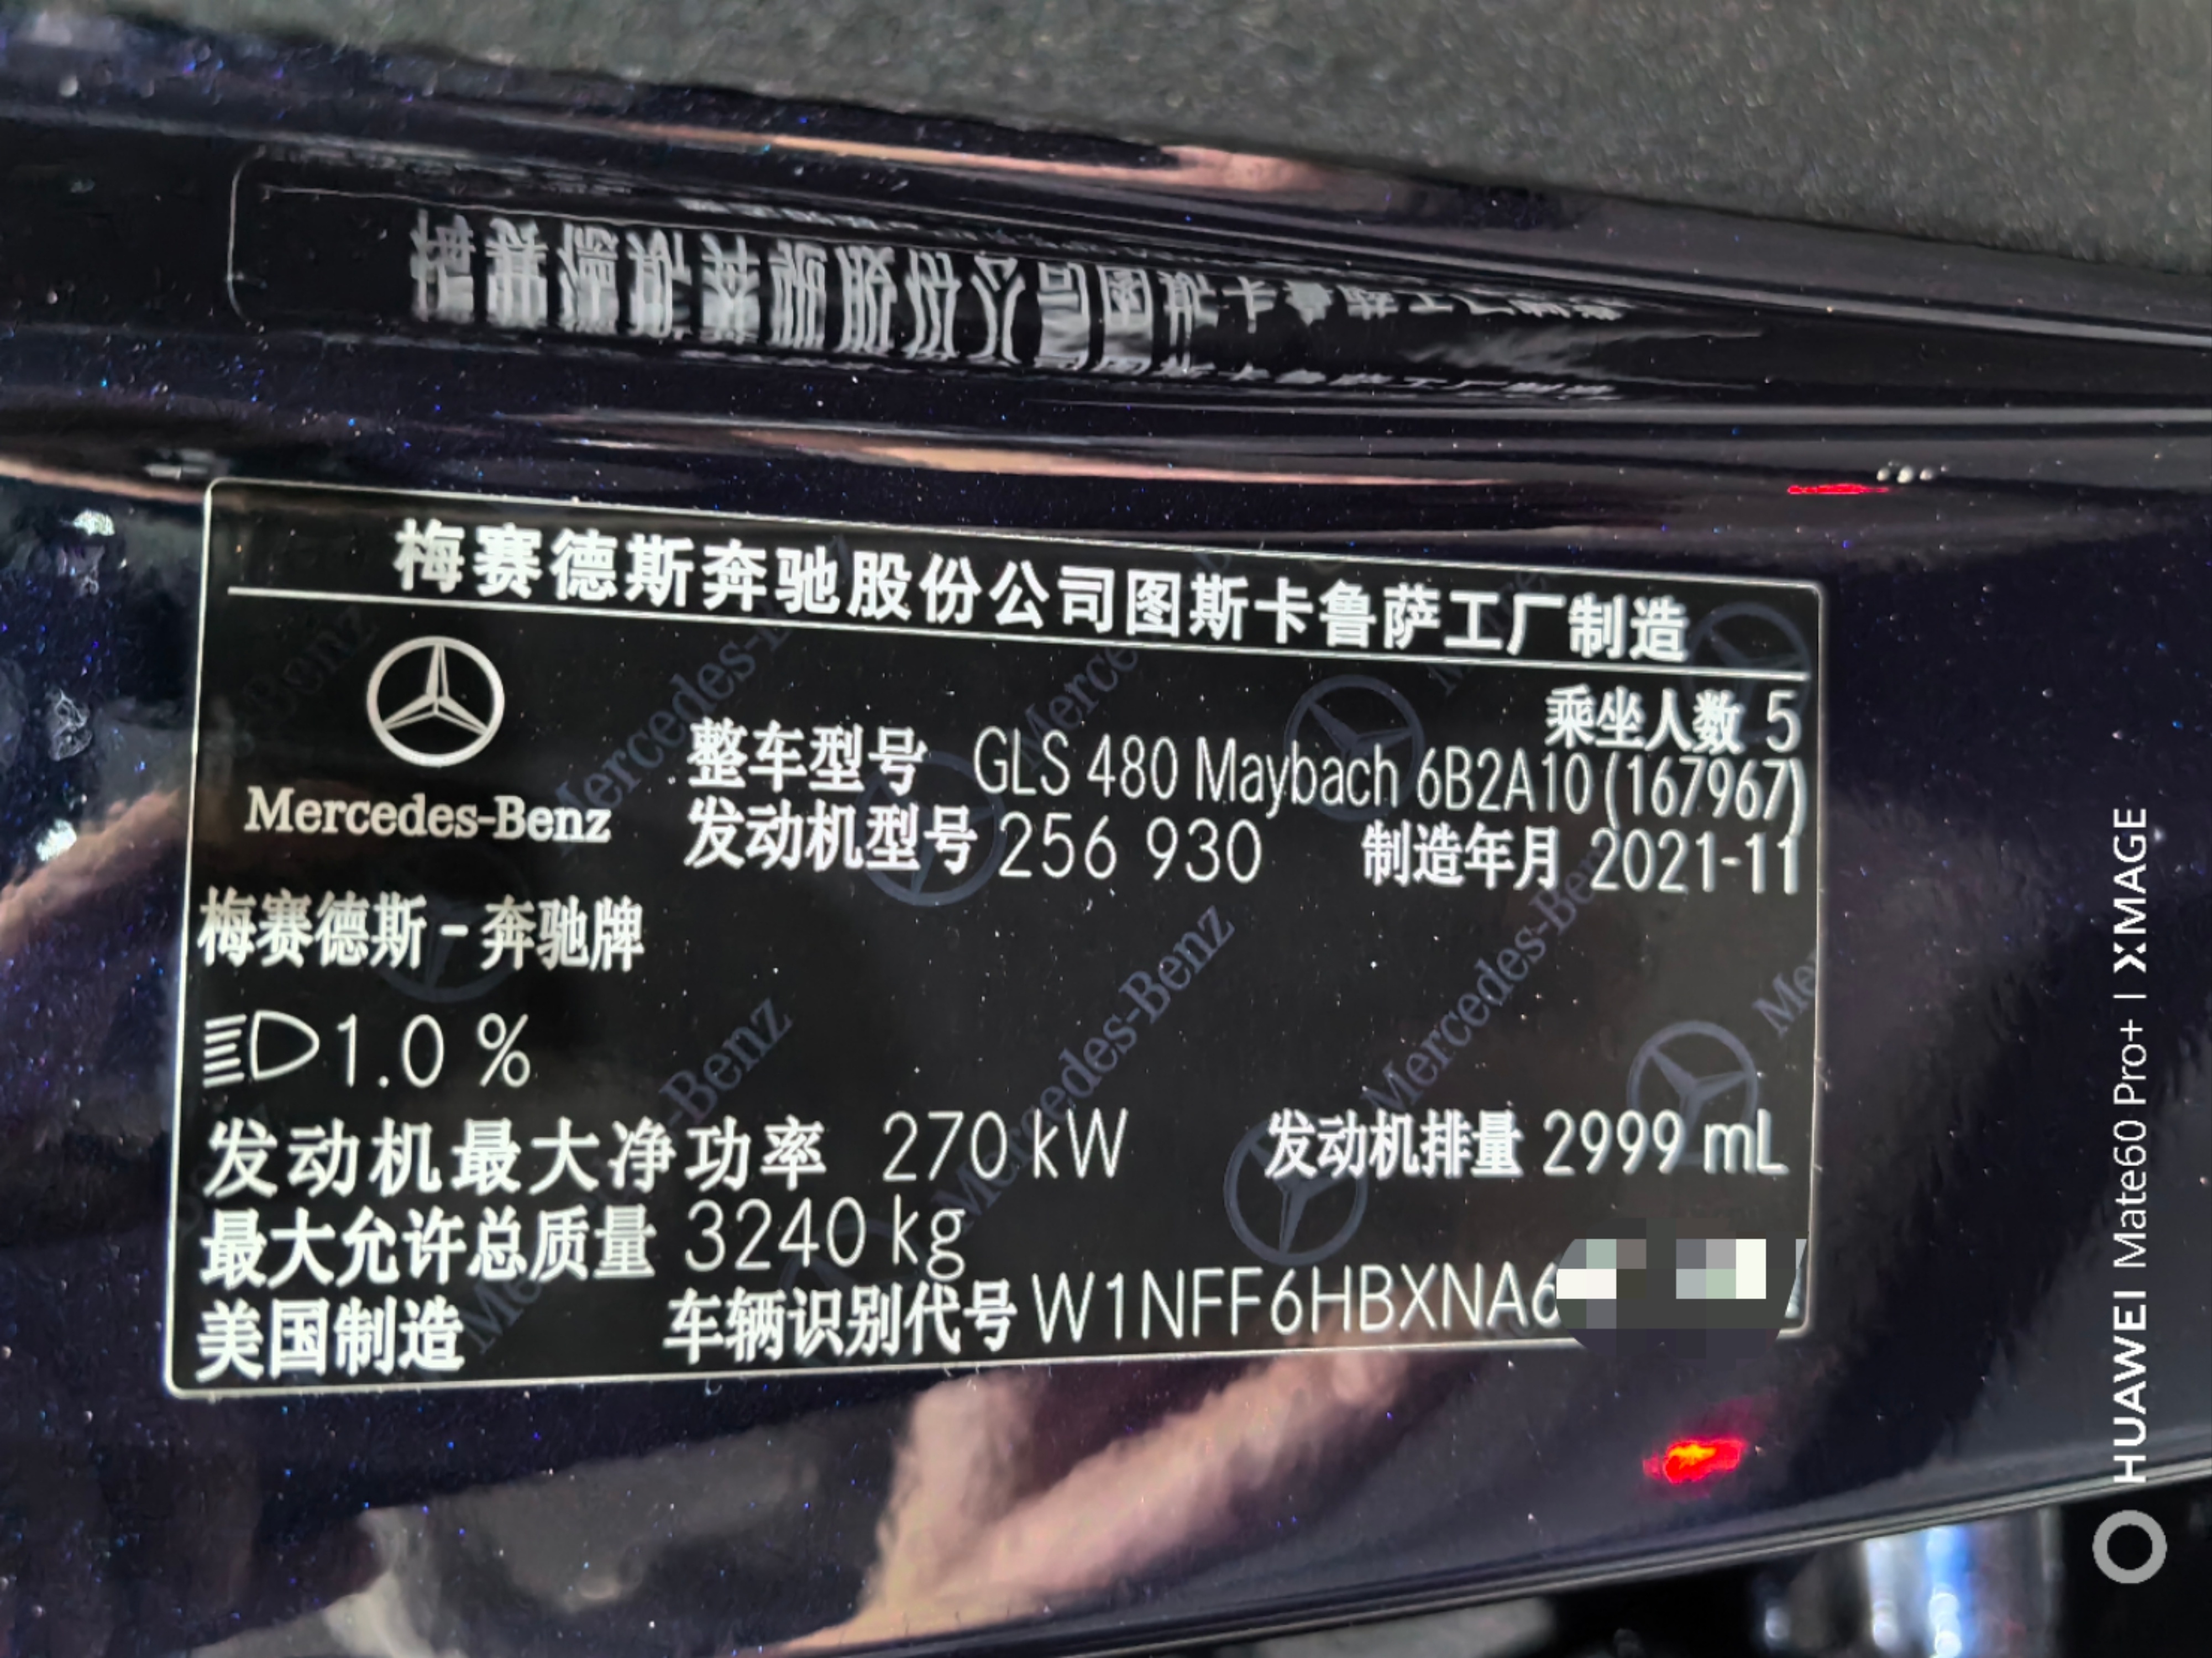 梅赛德斯奔驰股份公司图斯卡鲁萨工厂制造
乘坐人数 5
整车型号 GLS 480 Maybach 6B2A10 (167967)
Mercedes-Benz
发动机型号 256 930 制造年月 2021-11
梅赛德斯-奔驰牌
1.0 %
发动机最大净功率 270 kW 发动机排量 2999 mL
最大允许总质量 3240 kg
美国制造 车辆识别代号 W1NFF6HBXNA6
HUAWEI Mate60 Pro+ | XMAGE